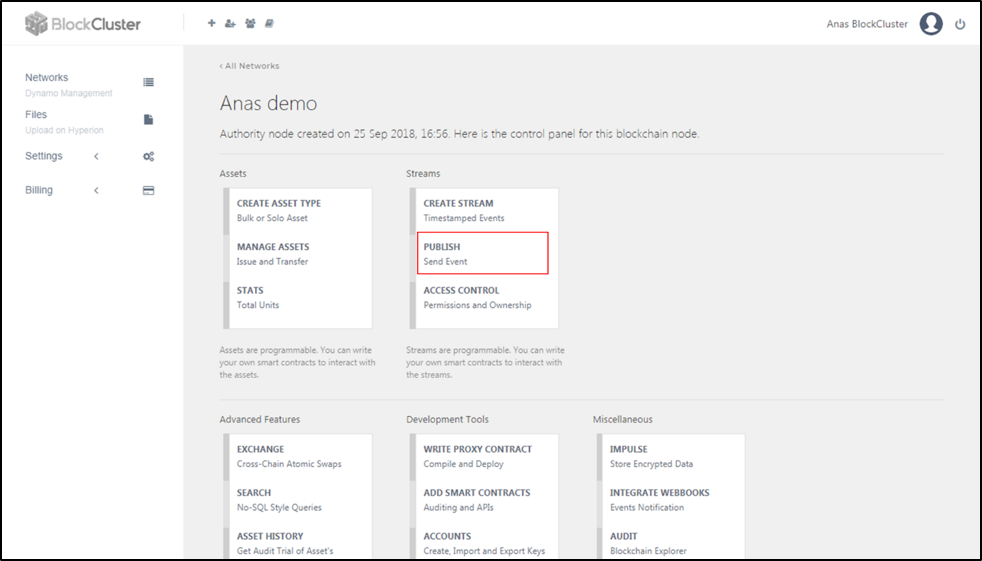 BlockCluster
Anas BlockCluster
Networks
Dynamo Management
Files
Upload on Hyperion
Settings
Billing
‹ All Networks
Anas demo
Authority node created on 25 Sep 2018, 16:56. Here is the control panel for this blockchain node.
Assets
CREATE ASSET TYPE
Bulk or Solo Asset
MANAGE ASSETS
Issue and Transfer
STATS
Total Units
Assets are programmable. You can write
your own smart contracts to interact with
the assets.
Streams
CREATE STREAM
Timestamped Events
PUBLISH
Send Event
ACCESS CONTROL
Permissions and Ownership
Streams are programmable. You can write
your own smart contracts to interact with
the streams.
Advanced Features
EXCHANGE
Cross-Chain Atomic Swaps
SEARCH
No-SQL Style Queries
ASSET HISTORY
Get Audit Trial of Asset's
Development Tools
WRITE PROXY CONTRACT
Compile and Deploy
ADD SMART CONTRACTS
Auditing and APIs
ACCOUNTS
Create, Import and Export Keys
Miscellaneous
IMPULSE
Store Encrypted Data
INTEGRATE WEBBOOKS
Events Notification
AUDIT
Blockchain Explorer